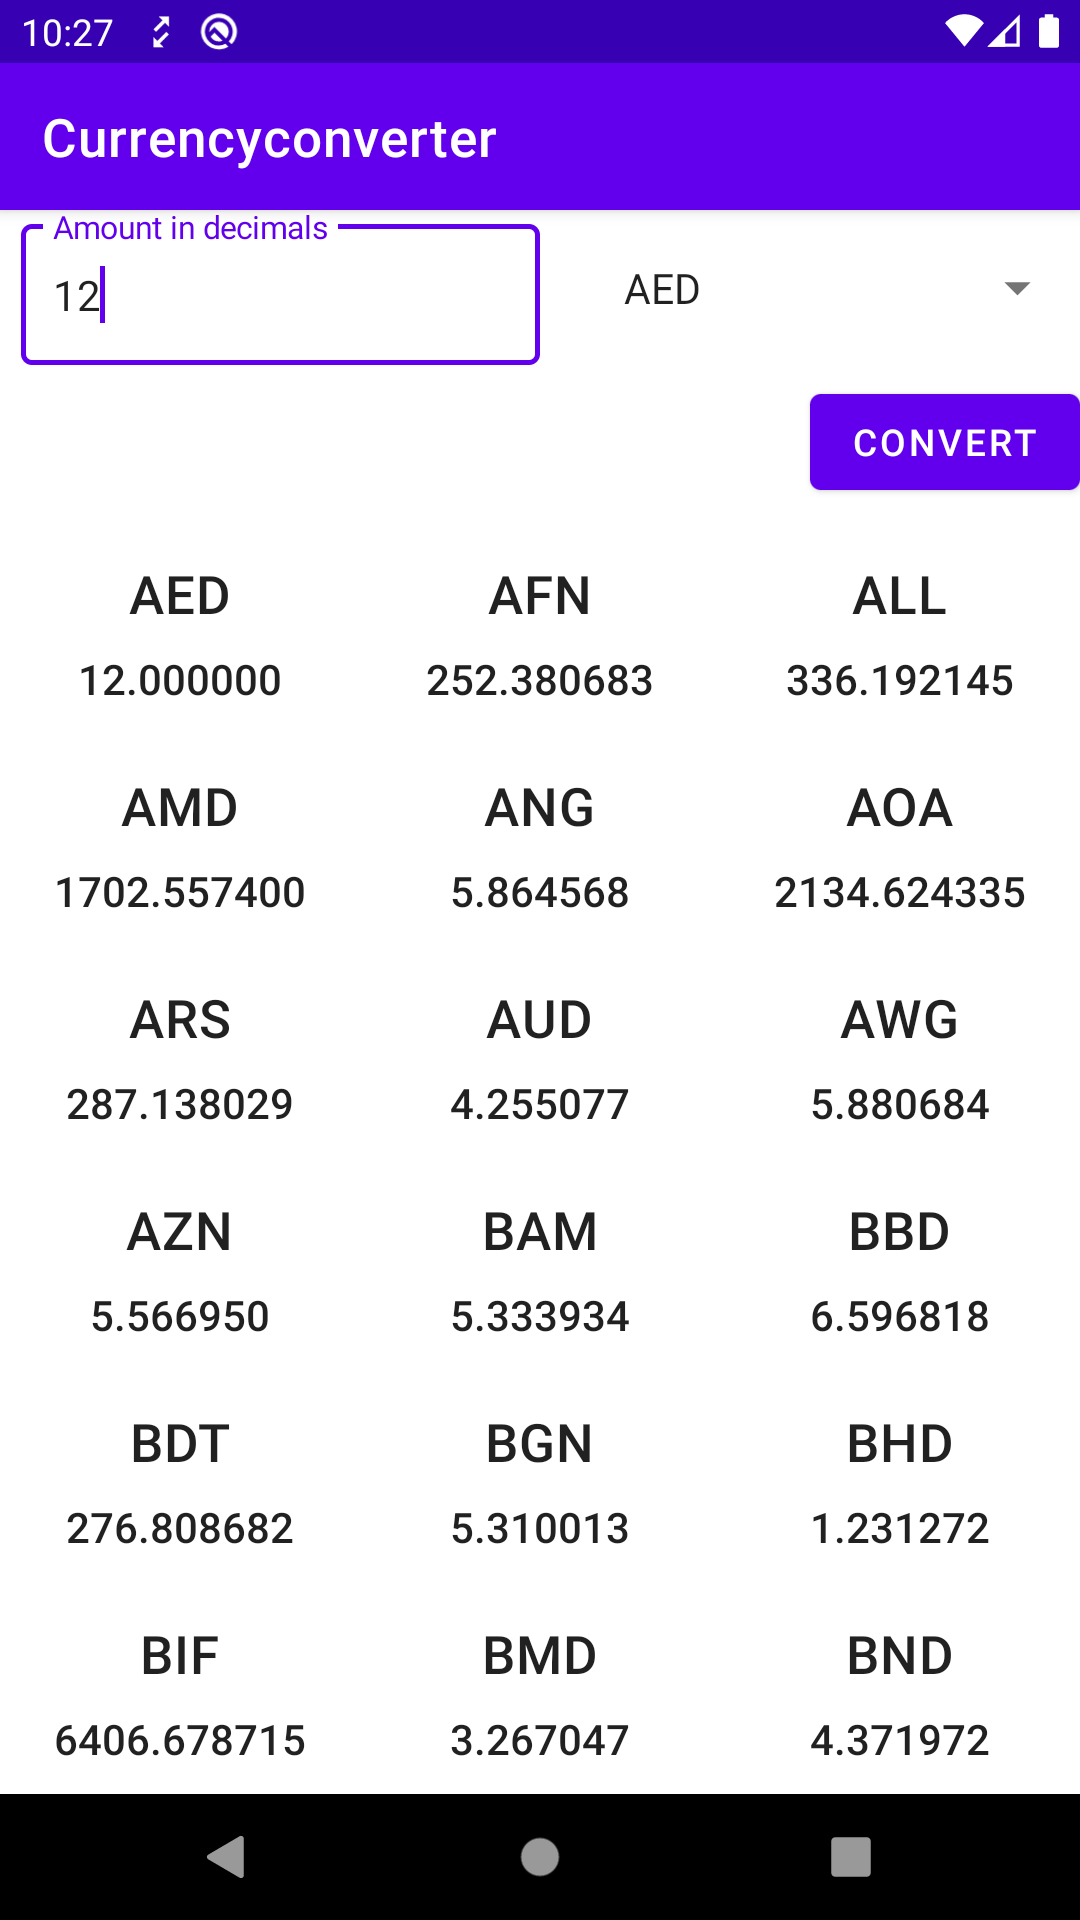 10:27
Currencyconverter
Amount in decimals
12
AED
CONVERT
AED AFN ALL
12.000000 252.380683 336.192145
AMD ANG AOA
1702.557400 5.864568 2134.624335
ARS AUD AWG
287.138029 4.255077 5.880684
AZN BAM BBD
5.566950 5.333934 6.596818
BDT BGN BHD
276.808682 5.310013 1.231272
BIF BMD BND
6406.678715 3.267047 4.371972